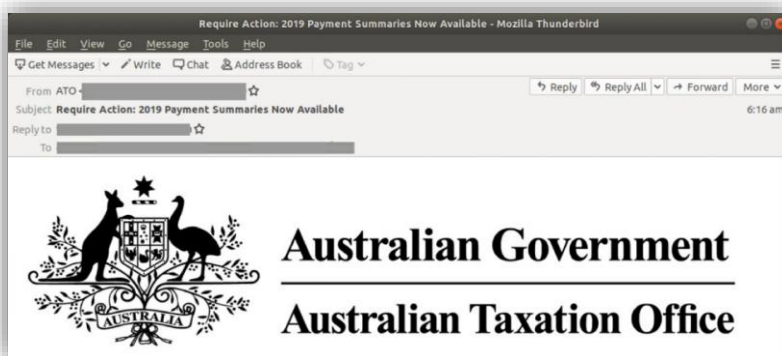 Require Action: 2019 Payment Summaries Now Available - Mozilla Thunderbird
File Edit View Go Message Tools Help
Get Messages Write Chat Address Book Tag
From ATO Reply Reply All Forward More
Subject Require Action: 2019 Payment Summaries Now Available 6:16 am
Reply to
To
Australian Government
AUSTRALIA
Australian Taxation Office